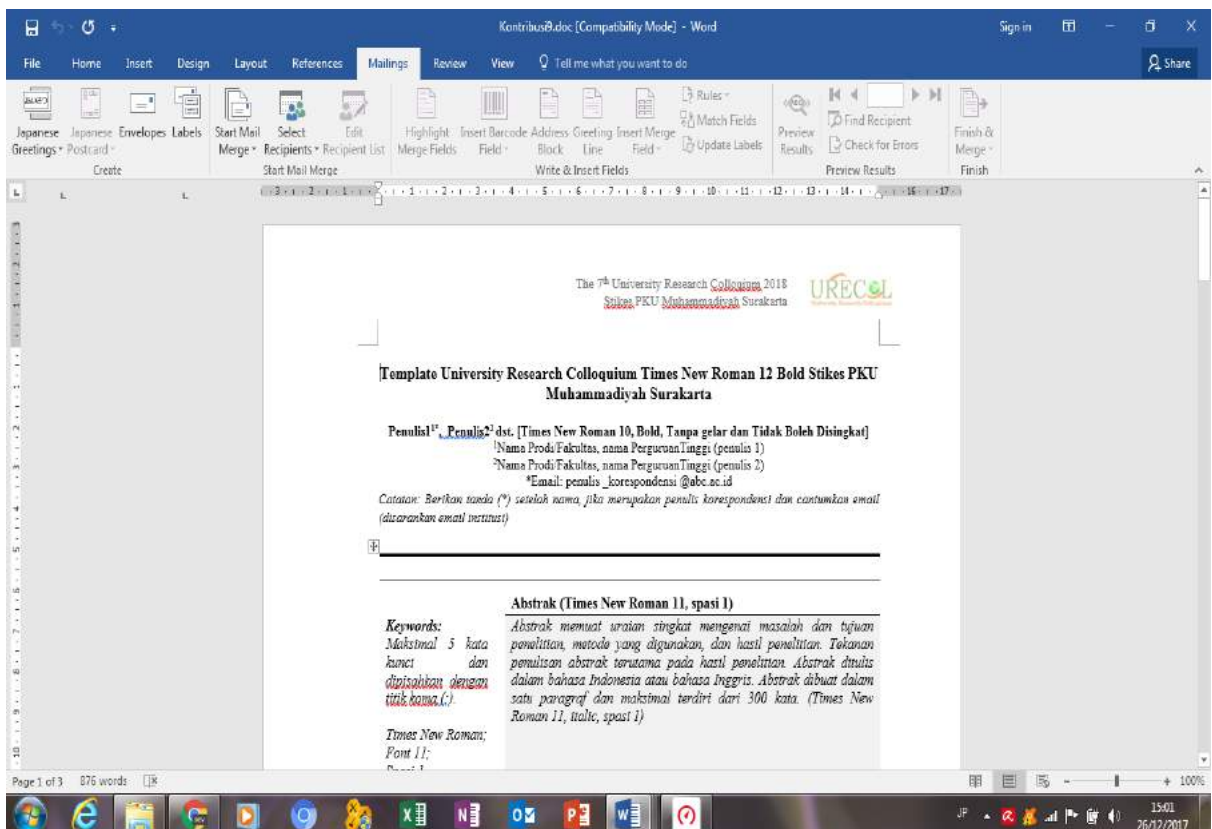 Kontribusi9.doc [Compatibility Mode] - Word
Sign in
File Home Insert Design Layout References Mailings Review View Tell me what you want to do
Share
Japanese Greetings
Japanese Postcard
Envelopes
Labels
Create
Start Mail Merge
Select Recipients
Edit Recipient List
Start Mail Merge
Highlight Merge Fields
Insert Barcode Field
Address Block
Greeting Line
Insert Merge Field
Rules
Match Fields
Update Labels
Write & Insert Fields
Preview Results
Find Recipient
Check for Errors
Preview Results
Finish & Merge
Finish
The 7th University Research Colloquium 2018
Stikes PKU Muhammadiyah Surakarta
URECOL
Template University Research Colloquium Times New Roman 12 Bold Stikes PKU
Muhammadiyah Surakarta
Penulis1¹*, Penulis2² dst. [Times New Roman 10, Bold, Tanpa gelar dan Tidak Boleh Disingkat]
¹Nama Prodi/Fakultas, nama PerguruanTinggi (penulis 1)
²Nama Prodi/Fakultas, nama PerguruanTinggi (penulis 2)
*Email: penulis _korespondensi @abc.ac.id
Catatan: Berikan tanda (*) setelah nama, jika merupakan penulis korespondensi dan cantumkan email
(disarankan email institusi)
Abstrak (Times New Roman 11, spasi 1)
Keywords:
Maksimal 5 kata
kunci dan
dipisahkan dengan
titik koma (;).
Times New Roman;
Font 11;
Abstrak memuat uraian singkat mengenai masalah dan tujuan
penelitian, metode yang digunakan, dan hasil penelitian. Tekanan
penulisan abstrak terutama pada hasil penelitian. Abstrak ditulis
dalam bahasa Indonesia atau bahasa Inggris. Abstrak dibuat dalam
satu paragraf dan maksimal terdiri dari 300 kata. (Times New
Roman 11, italic, spasi 1)
Page 1 of 3 876 words
100%
JP
15:01
26/12/2017